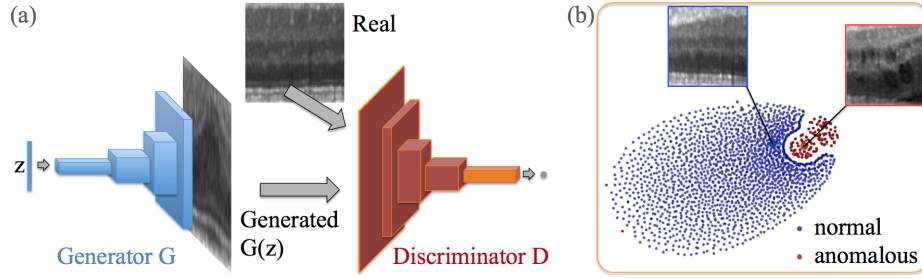 (a)
Real
z
Generated
G(z)
Generator G
Discriminator D
(b)
normal
anomalous